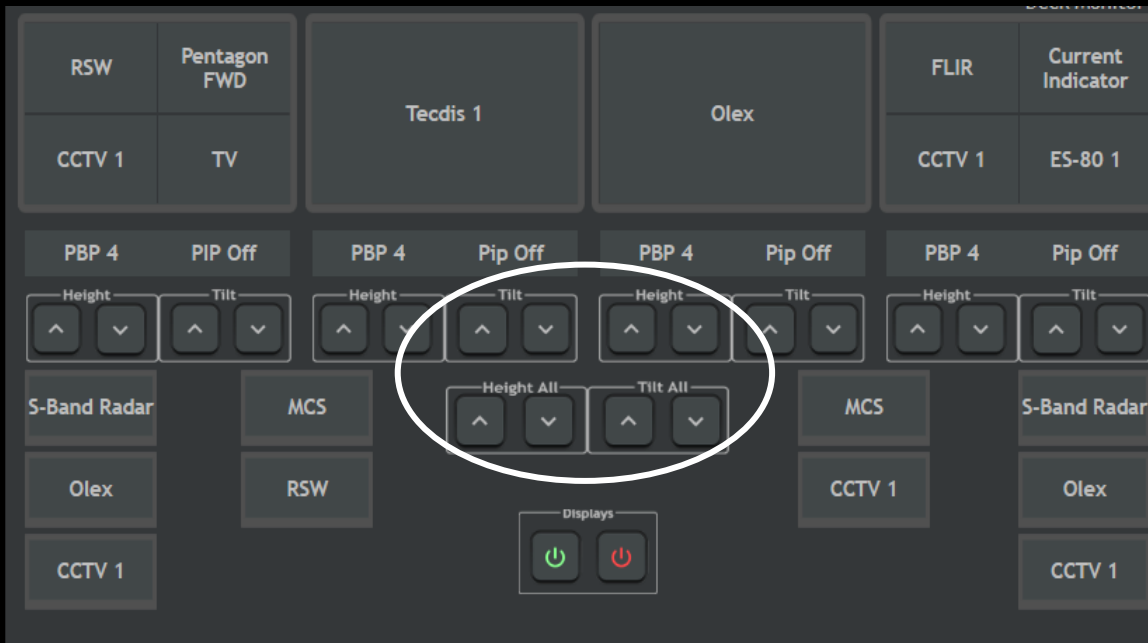 Deck Monitor
RSW
Pentagon
FWD
CCTV 1
TV
Tecdis 1
Olex
FLIR
Current
Indicator
CCTV 1
ES-80 1
PBP 4
PIP Off
PBP 4
Pip Off
PBP 4
Pip Off
PBP 4
Pip Off
Height
Tilt
Height
Tilt
Height
Tilt
Height
Tilt
S-Band Radar
MCS
Height All
Tilt All
MCS
S-Band Radar
Olex
RSW
CCTV 1
Olex
Displays
CCTV 1
CCTV 1